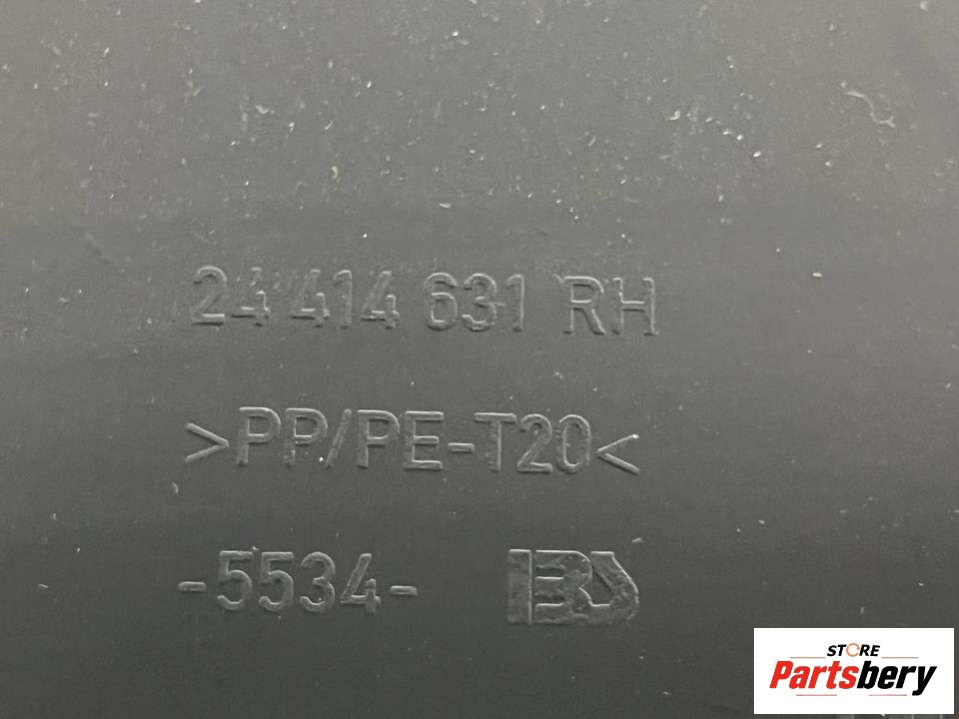 24 414 631 RH
>PP/PE-T20<
-5534-
STORE
Partsbery